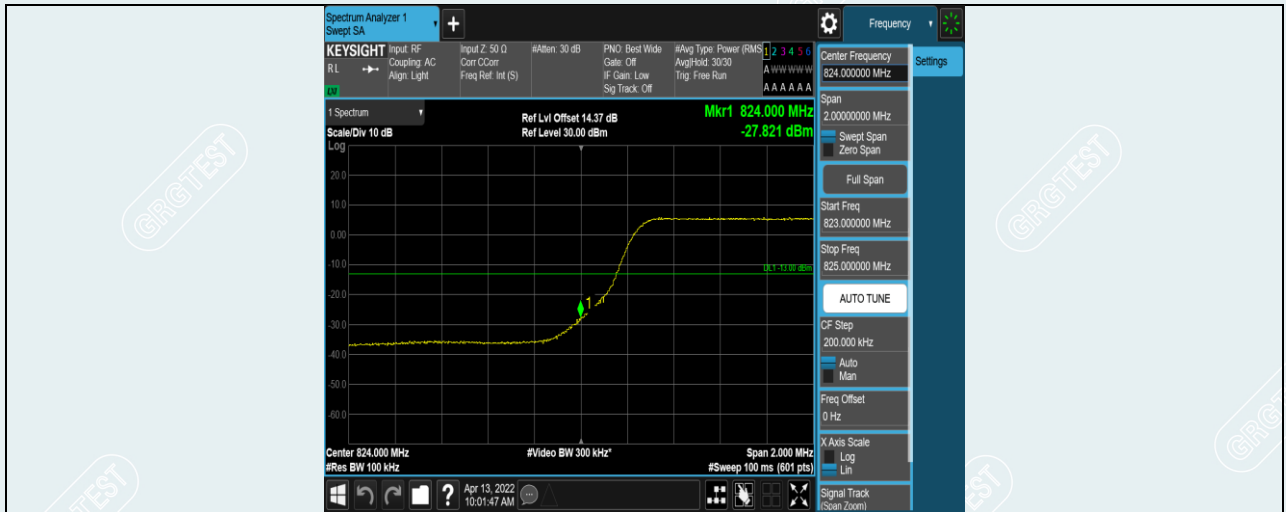 Spectrum Analyzer 1
Swept SA
+
Frequency
KEYSIGHT
RL
LXI
Input: RF
Coupling: AC
Align: Light
Input Z: 50 Ω
Corr CCorr
Freq Ref: Int (S)
#Atten: 30 dB
PNO: Best Wide
Gate: Off
IF Gain: Low
Sig Track: Off
#Avg Type: Power (RMS
Avg|Hold: 30/30
Trig: Free Run
1 2 3 4 5 6
A WW WW W
A A A A A A
1 Spectrum
Scale/Div 10 dB
Ref Lvl Offset 14.37 dB
Ref Level 30.00 dBm
Mkr1 824.000 MHz
-27.821 dBm
Log
20.0
10.0
0.00
-10.0
-20.0
-30.0
-40.0
-50.0
-60.0
DL1 -13.00 dBm
1
Center 824.000 MHz
#Res BW 100 kHz
#Video BW 300 kHz*
Span 2.000 MHz
#Sweep 100 ms (601 pts)
?
Apr 13, 2022
10:01:47 AM
Center Frequency
824.000000 MHz
Settings
Span
2.00000000 MHz
Swept Span
Zero Span
Full Span
Start Freq
823.000000 MHz
Stop Freq
825.000000 MHz
AUTO TUNE
CF Step
200.000 kHz
Auto
Man
Freq Offset
0 Hz
X Axis Scale
Log
Lin
Signal Track
(Span Zoom)
GRGTEST
GRGTEST
GRGTEST
GRGTEST